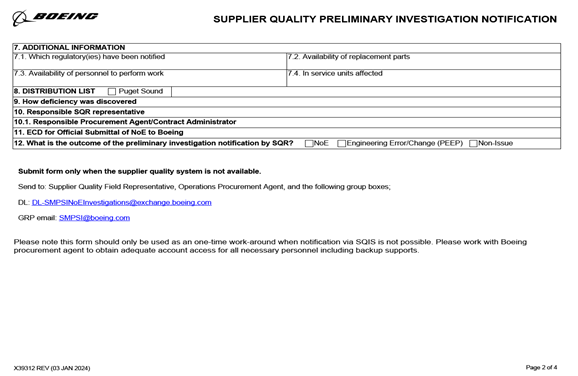 BOEING
SUPPLIER QUALITY PRELIMINARY INVESTIGATION NOTIFICATION
7. ADDITIONAL INFORMATION
7.1. Which regulatory(ies) have been notified
7.2. Availability of replacement parts
7.3. Availability of personnel to perform work
7.4. In service units affected
8. DISTRIBUTION LIST Puget Sound
9. How deficiency was discovered
10. Responsible SQR representative
10.1. Responsible Procurement Agent/Contract Administrator
11. ECD for Official Submittal of NoE to Boeing
12. What is the outcome of the preliminary investigation notification by SQR? NoE Engineering Error/Change (PEEP) Non-Issue
Submit form only when the supplier quality system is not available.
Send to: Supplier Quality Field Representative, Operations Procurement Agent, and the following group boxes;
DL: DL-SMPSINoEInvestigations@exchange.boeing.com
GRP email: SMPSI@boeing.com
Please note this form should only be used as an one-time work-around when notification via SQIS is not possible. Please work with Boeing
procurement agent to obtain adequate account access for all necessary personnel including backup supports.
X39312 REV (03 JAN 2024)
Page 2 of 4